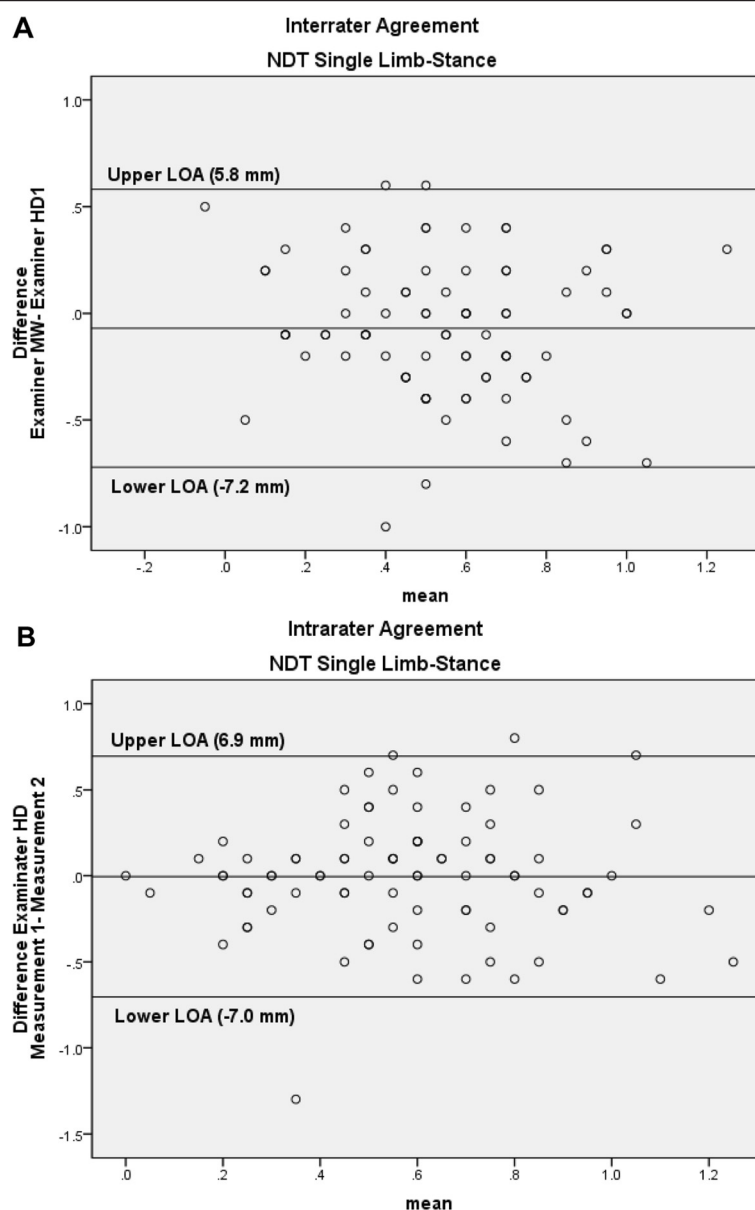 A
Interrater Agreement
NDT Single Limb-Stance
Difference
Examiner MW- Examiner HD1
1.0
.5
.0
-.5
-1.0
Upper LOA (5.8 mm)
Lower LOA (-7.2 mm)
-.2 .0 .2 .4 .6 .8 1.0 1.2
mean
B
Intrarater Agreement
NDT Single Limb-Stance
Difference Examinater HD
Measurement 1- Measurement 2
1.0
.5
.0
-.5
-1.0
-1.5
Upper LOA (6.9 mm)
Lower LOA (-7.0 mm)
.0 .2 .4 .6 .8 1.0 1.2
mean